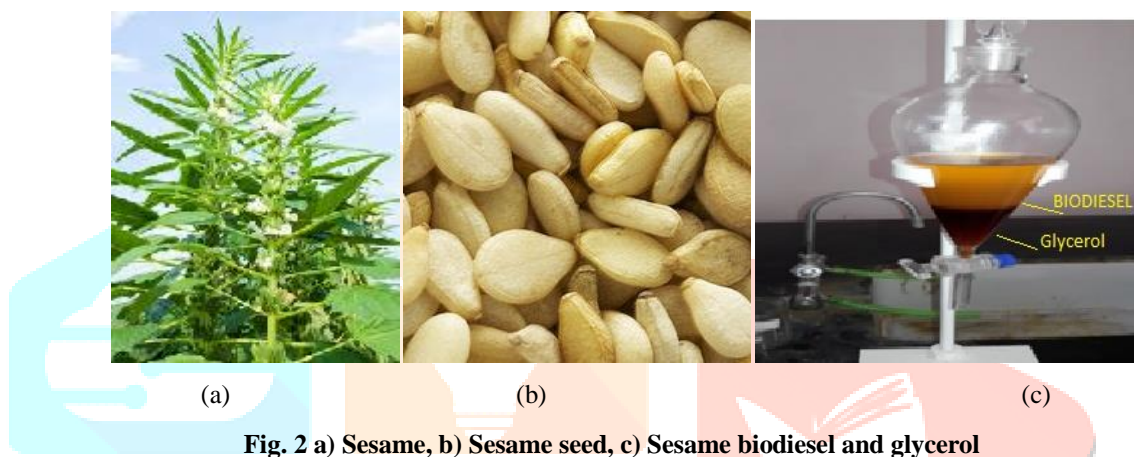 BIODIESEL
Glycerol
(a) (b) (c)
Fig. 2 a) Sesame, b) Sesame seed, c) Sesame biodiesel and glycerol